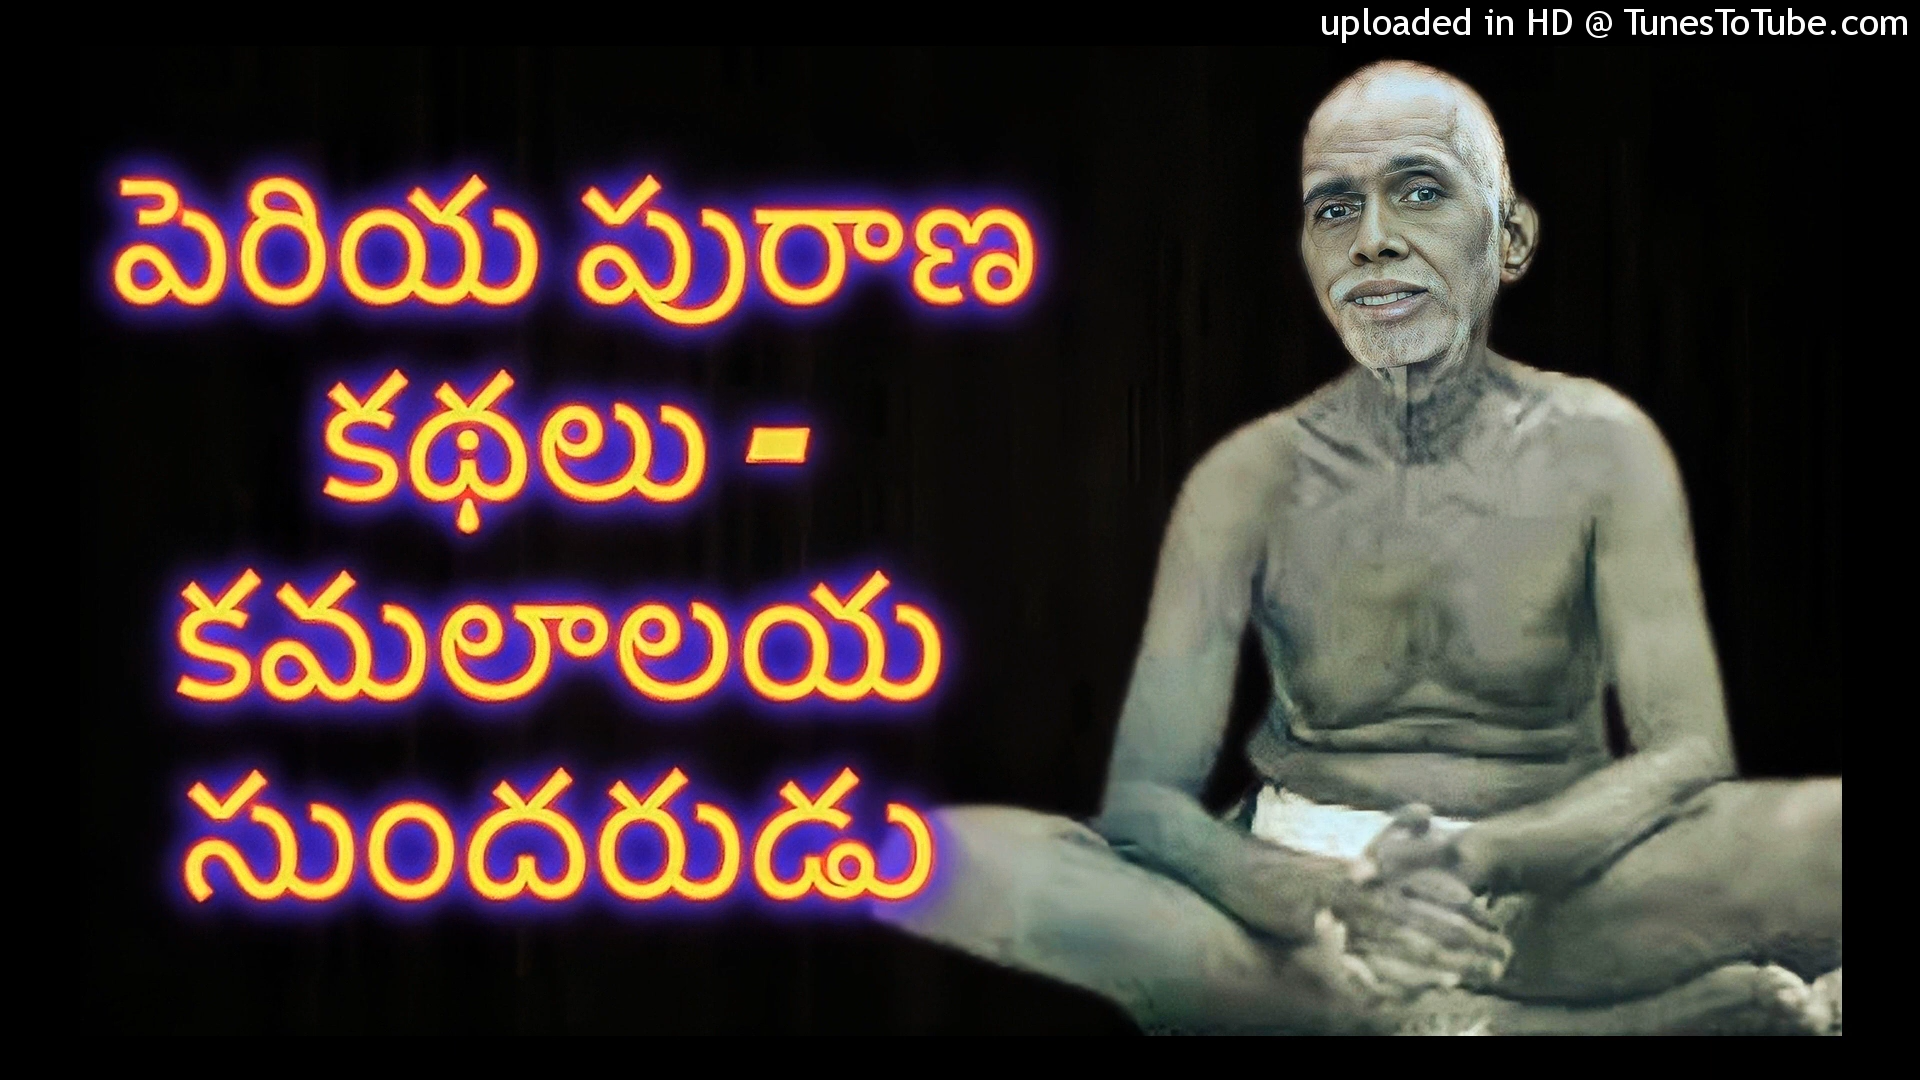 uploaded in HD @ TunesToTube.com
పెరియ పురాణ
కథలు -
కమలాలయ
సుందరుడు